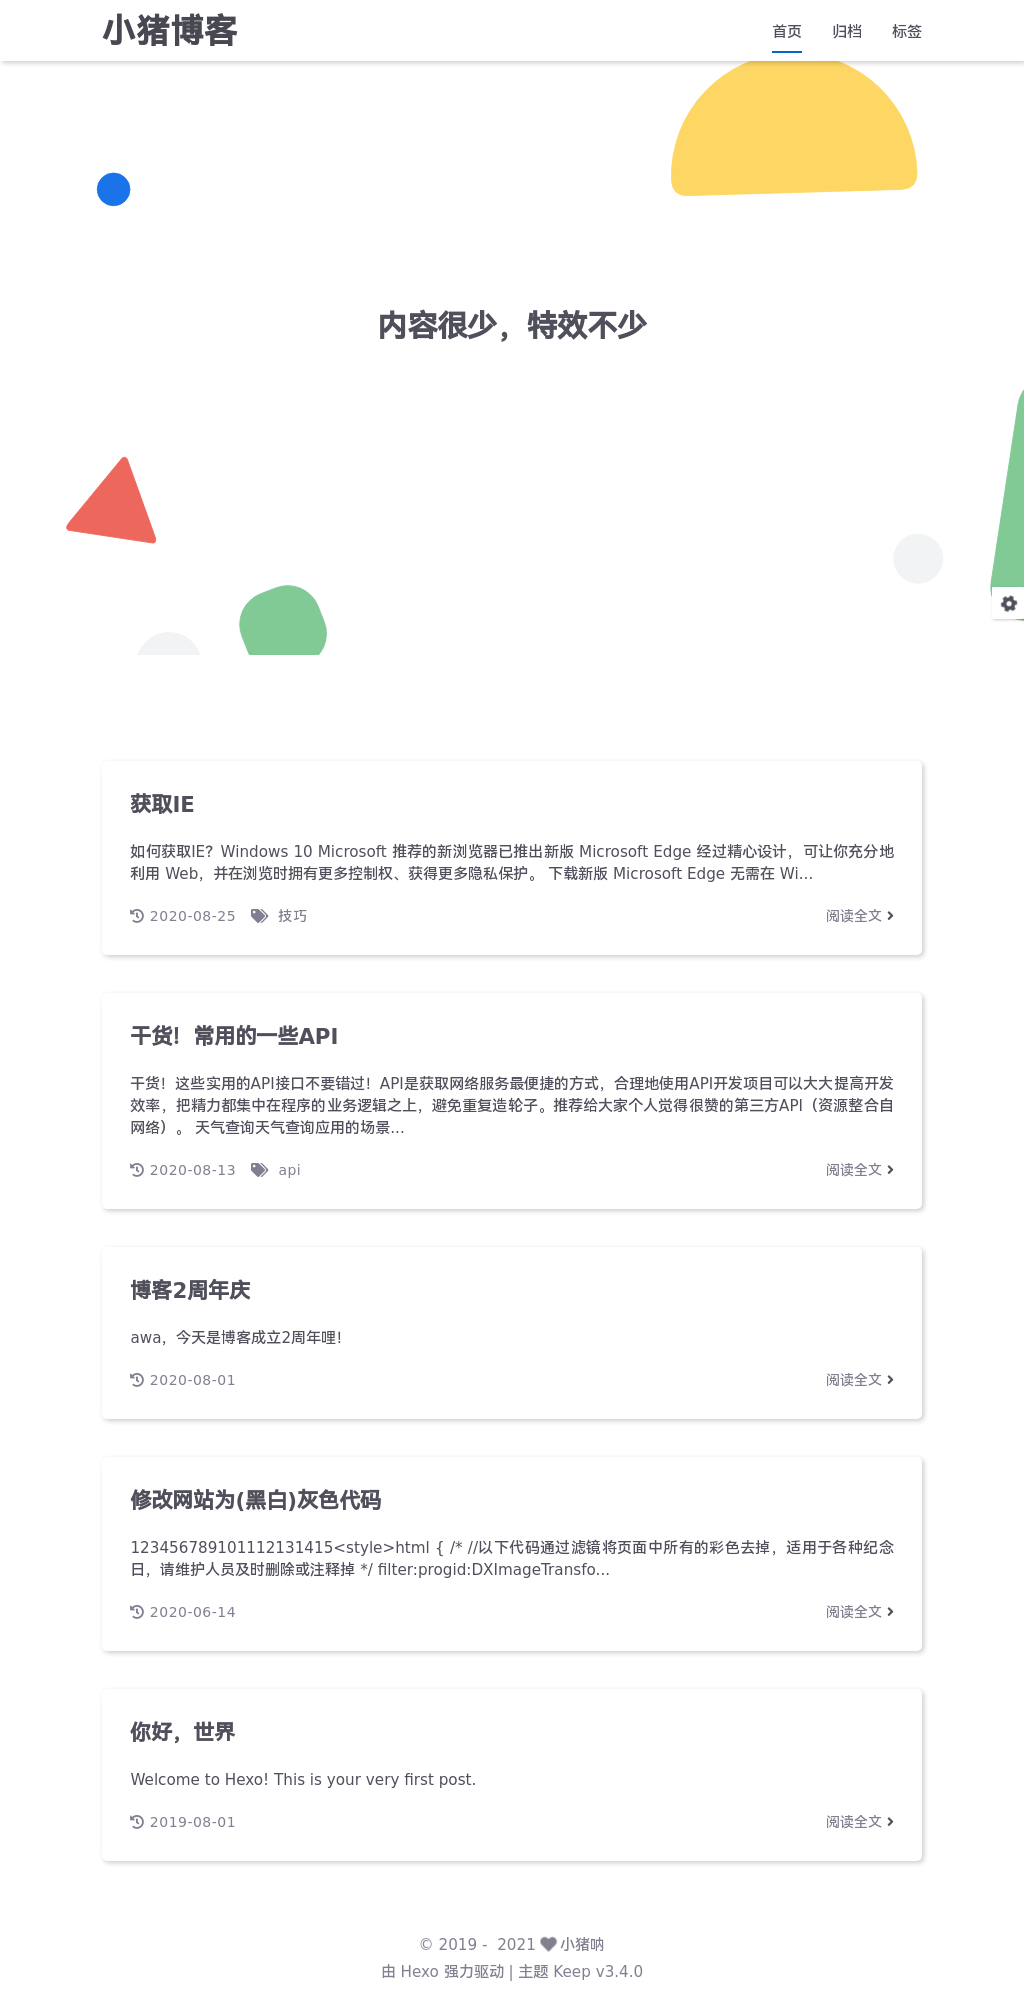 小猪博客
首页 归档 标签
内容很少，特效不少
获取IE
如何获取IE？Windows 10 Microsoft 推荐的新浏览器已推出新版 Microsoft Edge 经过精心设计，可让你充分地
利用 Web，并在浏览时拥有更多控制权、获得更多隐私保护。 下载新版 Microsoft Edge 无需在 Wi...
2020-08-25 技巧 阅读全文
干货！常用的一些API
干货！这些实用的API接口不要错过！API是获取网络服务最便捷的方式，合理地使用API开发项目可以大大提高开发
效率，把精力都集中在程序的业务逻辑之上，避免重复造轮子。推荐给大家个人觉得很赞的第三方API（资源整合自
网络）。 天气查询天气查询应用的场景...
2020-08-13 api 阅读全文
博客2周年庆
awa，今天是博客成立2周年哩！
2020-08-01 阅读全文
修改网站为(黑白)灰色代码
123456789101112131415<style>html { /* //以下代码通过滤镜将页面中所有的彩色去掉，适用于各种纪念
日，请维护人员及时删除或注释掉 */ filter:progid:DXImageTransfo...
2020-06-14 阅读全文
你好，世界
Welcome to Hexo! This is your very first post.
2019-08-01 阅读全文
© 2019 - 2021 小猪呐
由 Hexo 强力驱动 | 主题 Keep v3.4.0